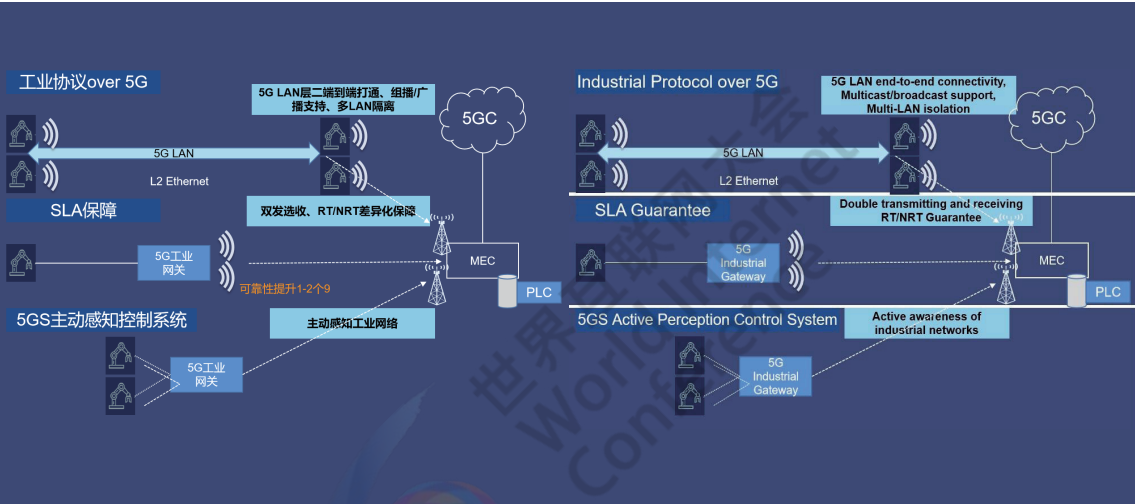 工业协议over 5G
5G LAN层二端到端打通、组播/广
播支持、多LAN隔离
5GC
5G LAN
L2 Ethernet
SLA保障
双发选收、RT/NRT差异化保障
5G工业
网关
可靠性提升1-2个9
MEC
PLC
5GS主动感知控制系统
主动感知工业网络
5G工业
网关
Industrial Protocol over 5G
5G LAN end-to-end connectivity,
Multicast/broadcast support,
Multi-LAN isolation
5GC
5G LAN
L2 Ethernet
SLA Guarantee
Double transmitting and receiving
RT/NRT Guarantee
5G
Industrial
Gateway
MEC
PLC
5GS Active Perception Control System
Active awareness of
industrial networks
5G
Industrial
Gateway
世界互联网大会
World Internet
Conference